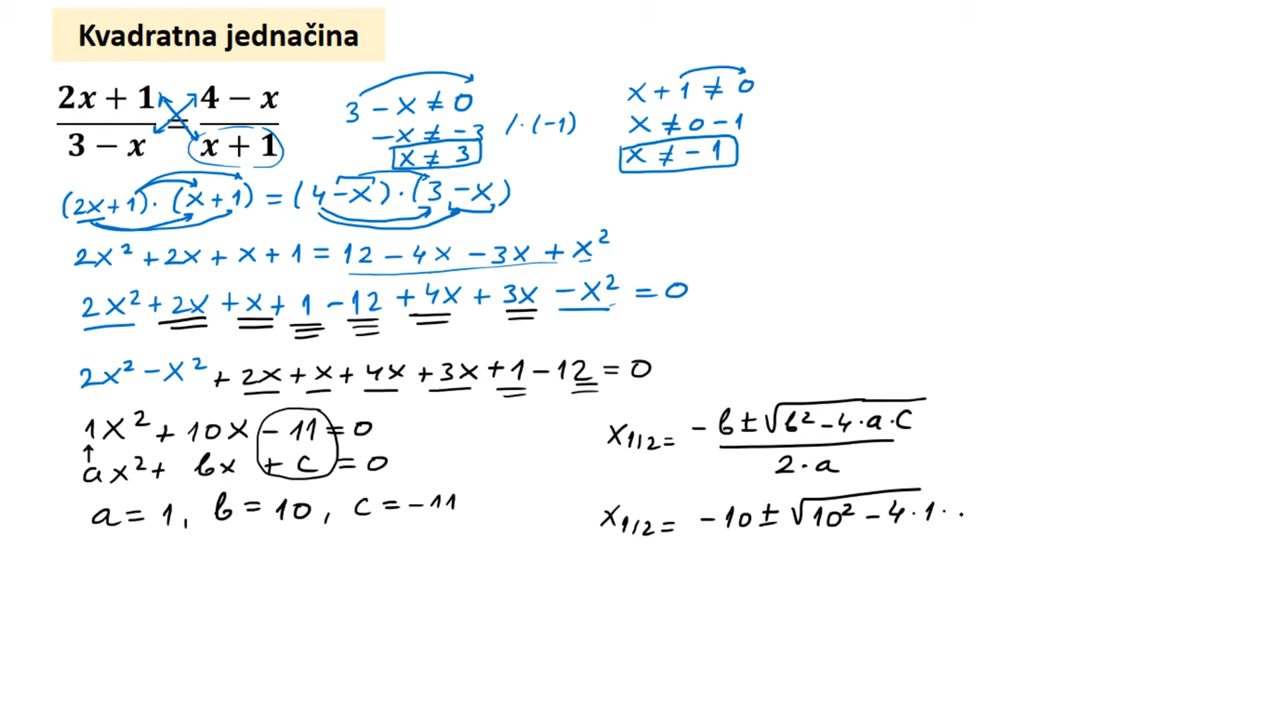 Kvadratna jednačina
2x + 1 / 3 − x = 4 − x / x + 1
3 − x ≠ 0
−x ≠ −3 /·(−1)
x ≠ 3
x + 1 ≠ 0
x ≠ 0 − 1
x ≠ −1
(2x+1)·(x+1) = (4−x)·(3−x)
2x² + 2x + x + 1 = 12 − 4x − 3x + x²
2x² + 2x + x + 1 − 12 + 4x + 3x − x² = 0
2x² − x² + 2x + x + 4x + 3x + 1 − 12 = 0
1x² + 10x − 11 = 0
ax² + bx + c = 0
a = 1, b = 10, c = −11
x1/2 = −b ± √b² − 4·a·c / 2·a
x1/2 = −10 ± √10² − 4·1·